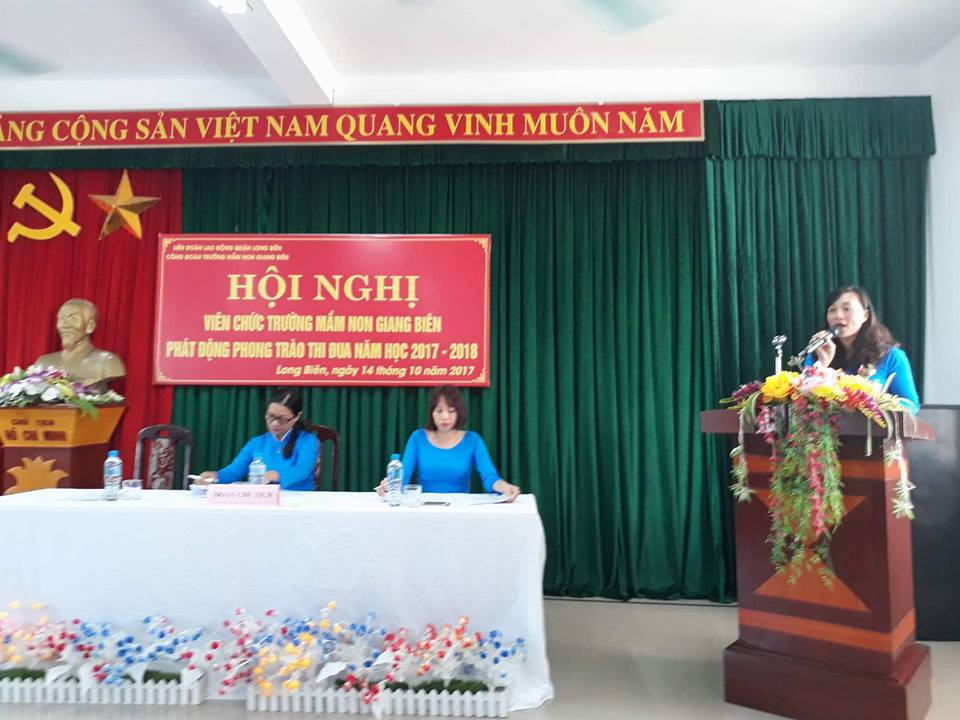 ẢNG CỘNG SẢN VIỆT NAM QUANG VINH MUÔN NĂM
LIÊN ĐOÀN LAO ĐỘNG QUẬN LONG BIÊN
CÔNG ĐOÀN TRƯỜNG MẦM NON GIANG BIÊN
HỘI NGHỊ
VIÊN CHỨC TRƯỜNG MẦM NON GIANG BIÊN
PHÁT ĐỘNG PHONG TRÀO THI ĐUA NĂM HỌC 2017 - 2018
Long Biên, ngày 14 tháng 10 năm 2017
CHỦ TỊCH
HỒ CHÍ MINH
ĐOÀN CHỦ TỊCH